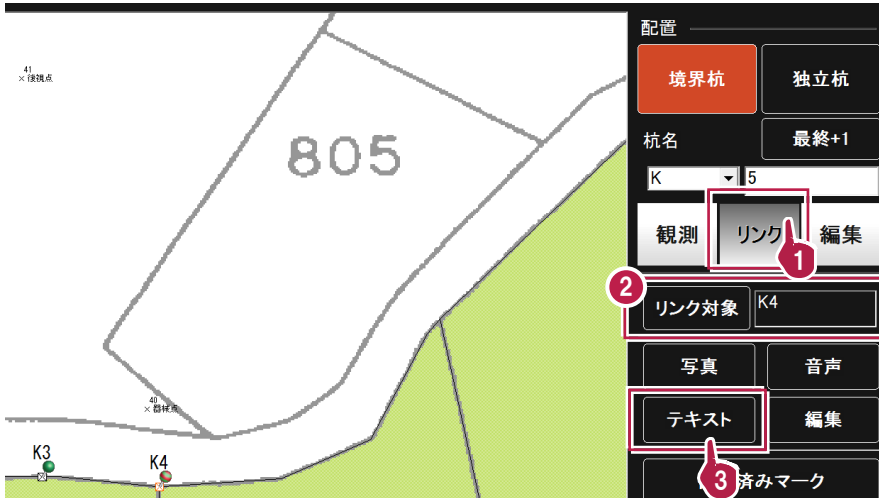 配置
境界杭 独立杭
杭名 最終+1
K 5
観測 リンク 編集
1
2
リンク対象 K4
写真 音声
テキスト 編集
3
済みマーク
41
×後視点
805
40
×器械点
K3
K4